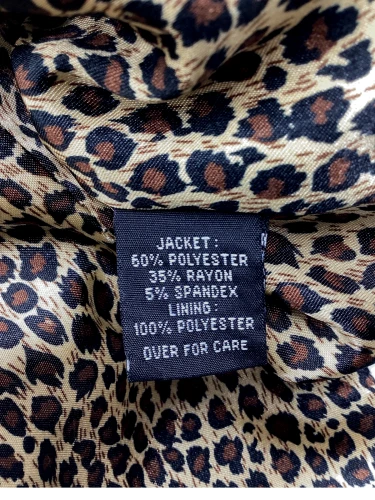 JACKET:
60% POLYESTER
35% RAYON
5% SPANDEX
LINING:
100% POLYESTER
OVER FOR CARE